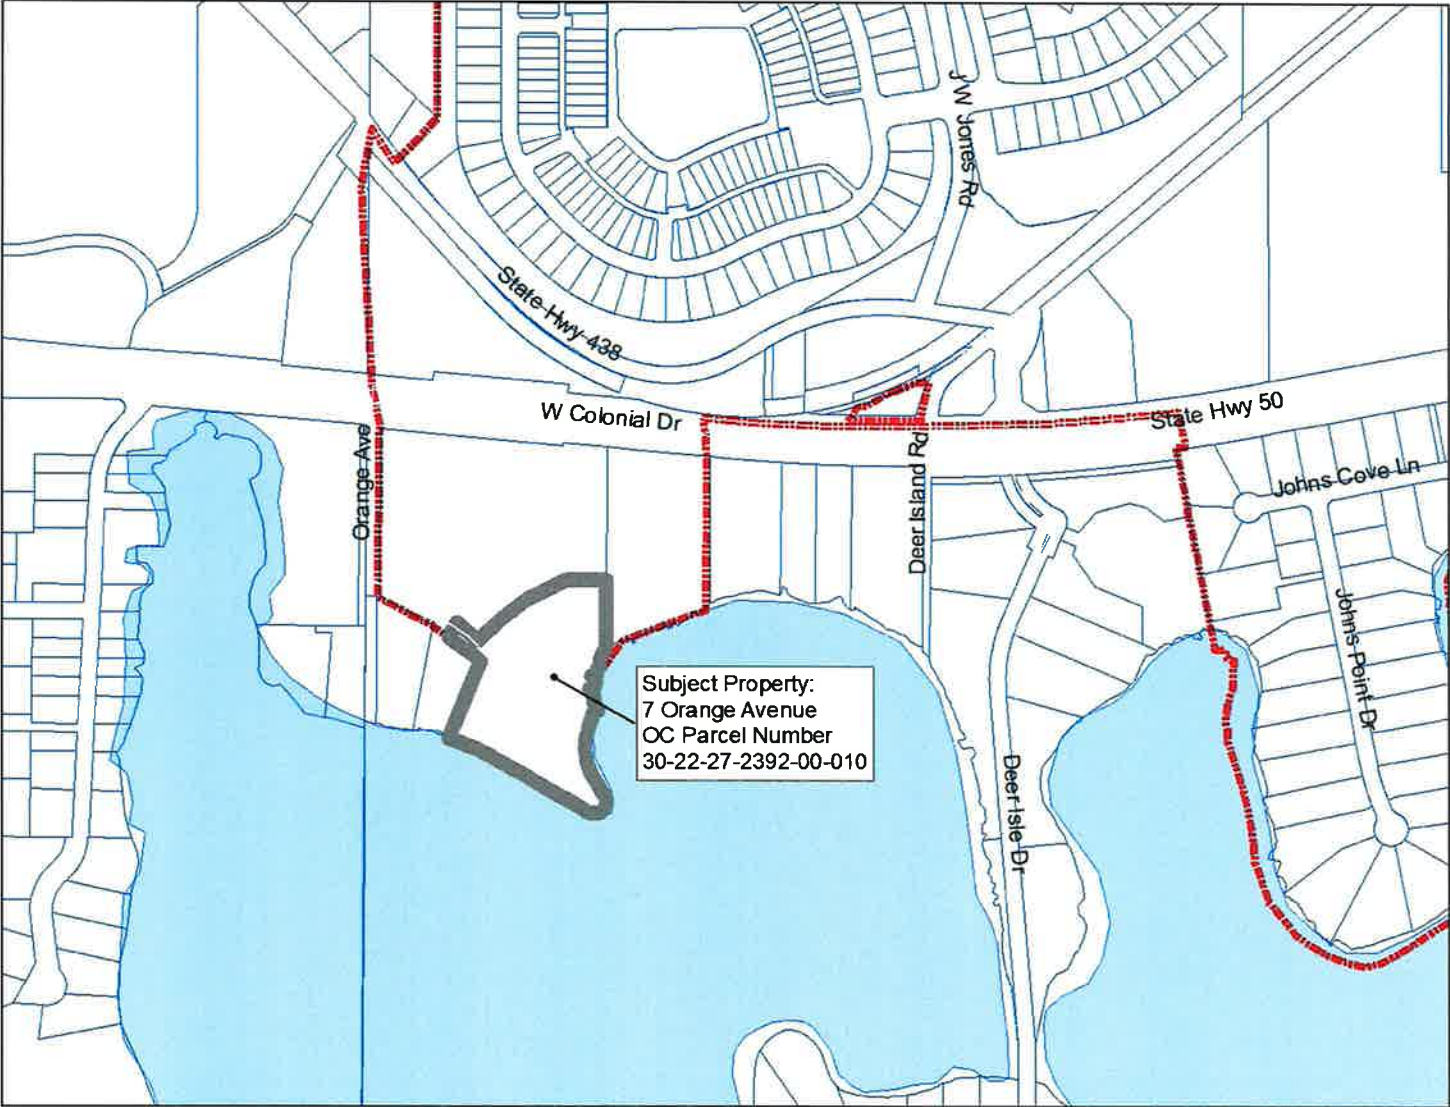 J W Jones Rd
State Hwy 438
W Colonial Dr
State Hwy 50
Orange Ave
Deer Island Rd
Johns Cove Ln
Johns Point Dr
Subject Property:
7 Orange Avenue
OC Parcel Number
30-22-27-2392-00-010
Deer Isle Dr